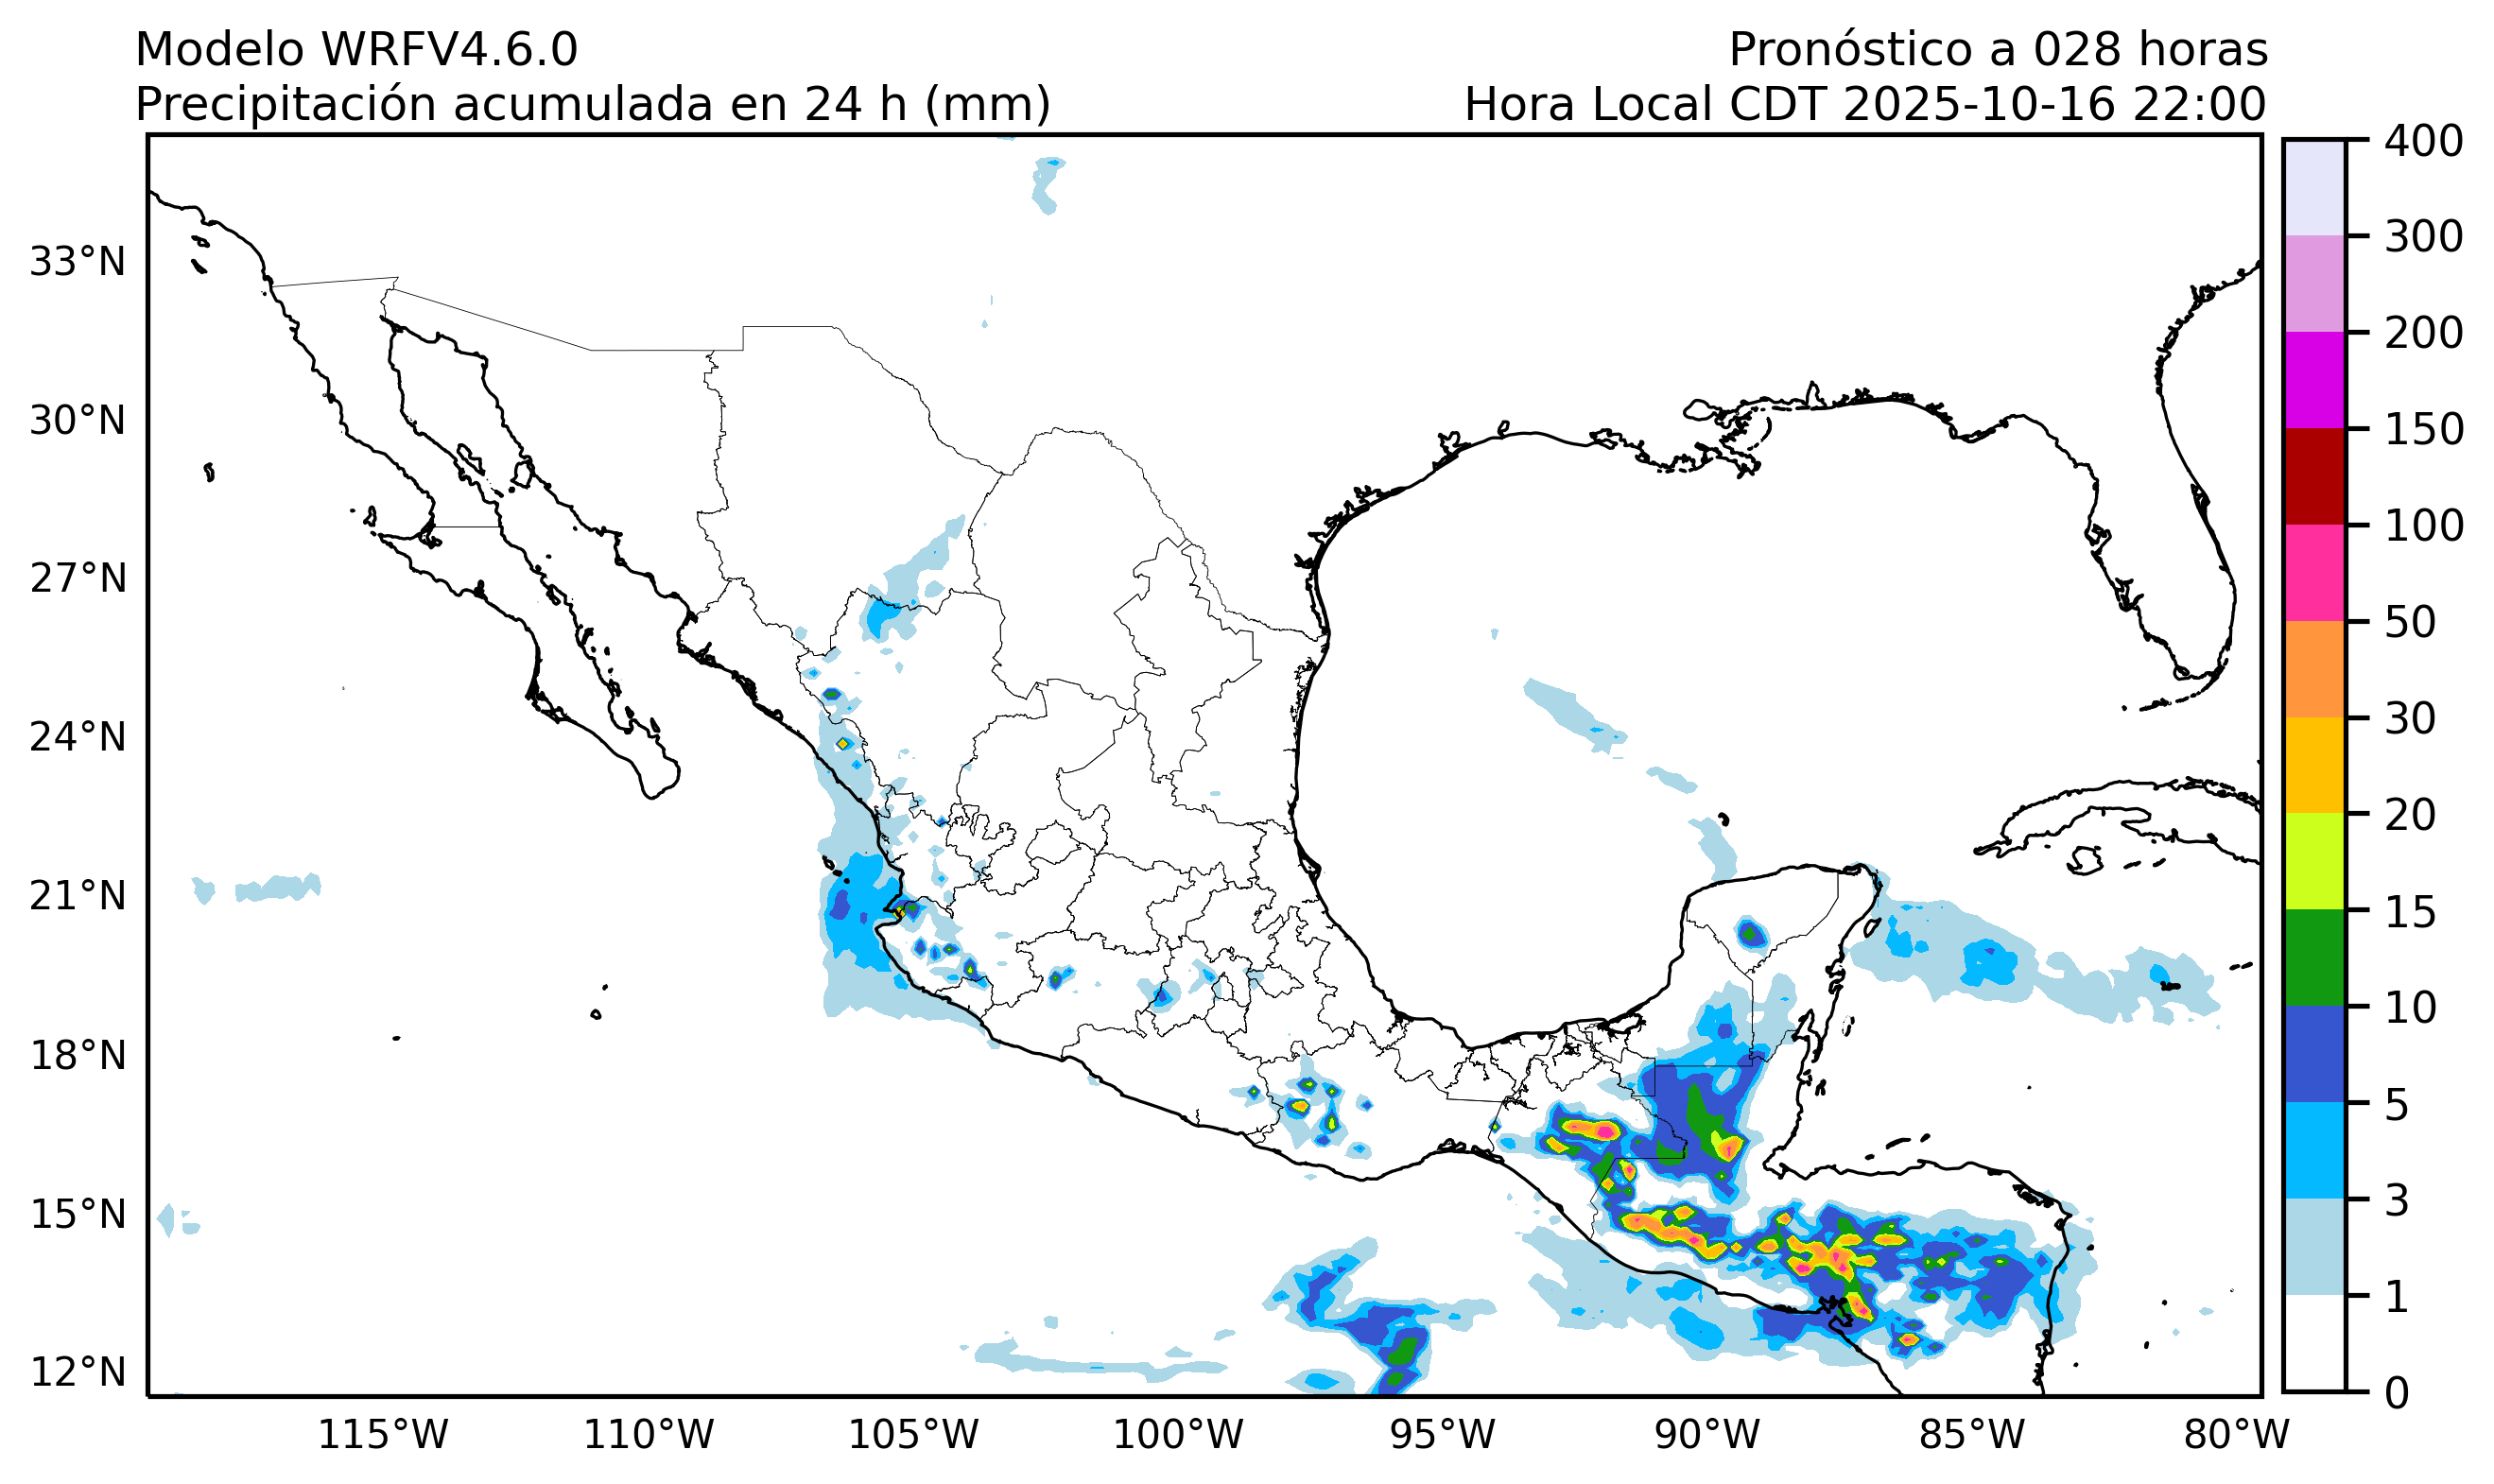 Modelo WRFV4.6.0
Pronóstico a 028 horas
Precipitación acumulada en 24 h (mm)
Hora Local CDT 2025-10-16 22:00
33°N
30°N
27°N
24°N
21°N
18°N
15°N
12°N
115°W
110°W
105°W
100°W
95°W
90°W
85°W
80°W
400
300
200
150
100
50
30
20
15
10
5
3
1
0